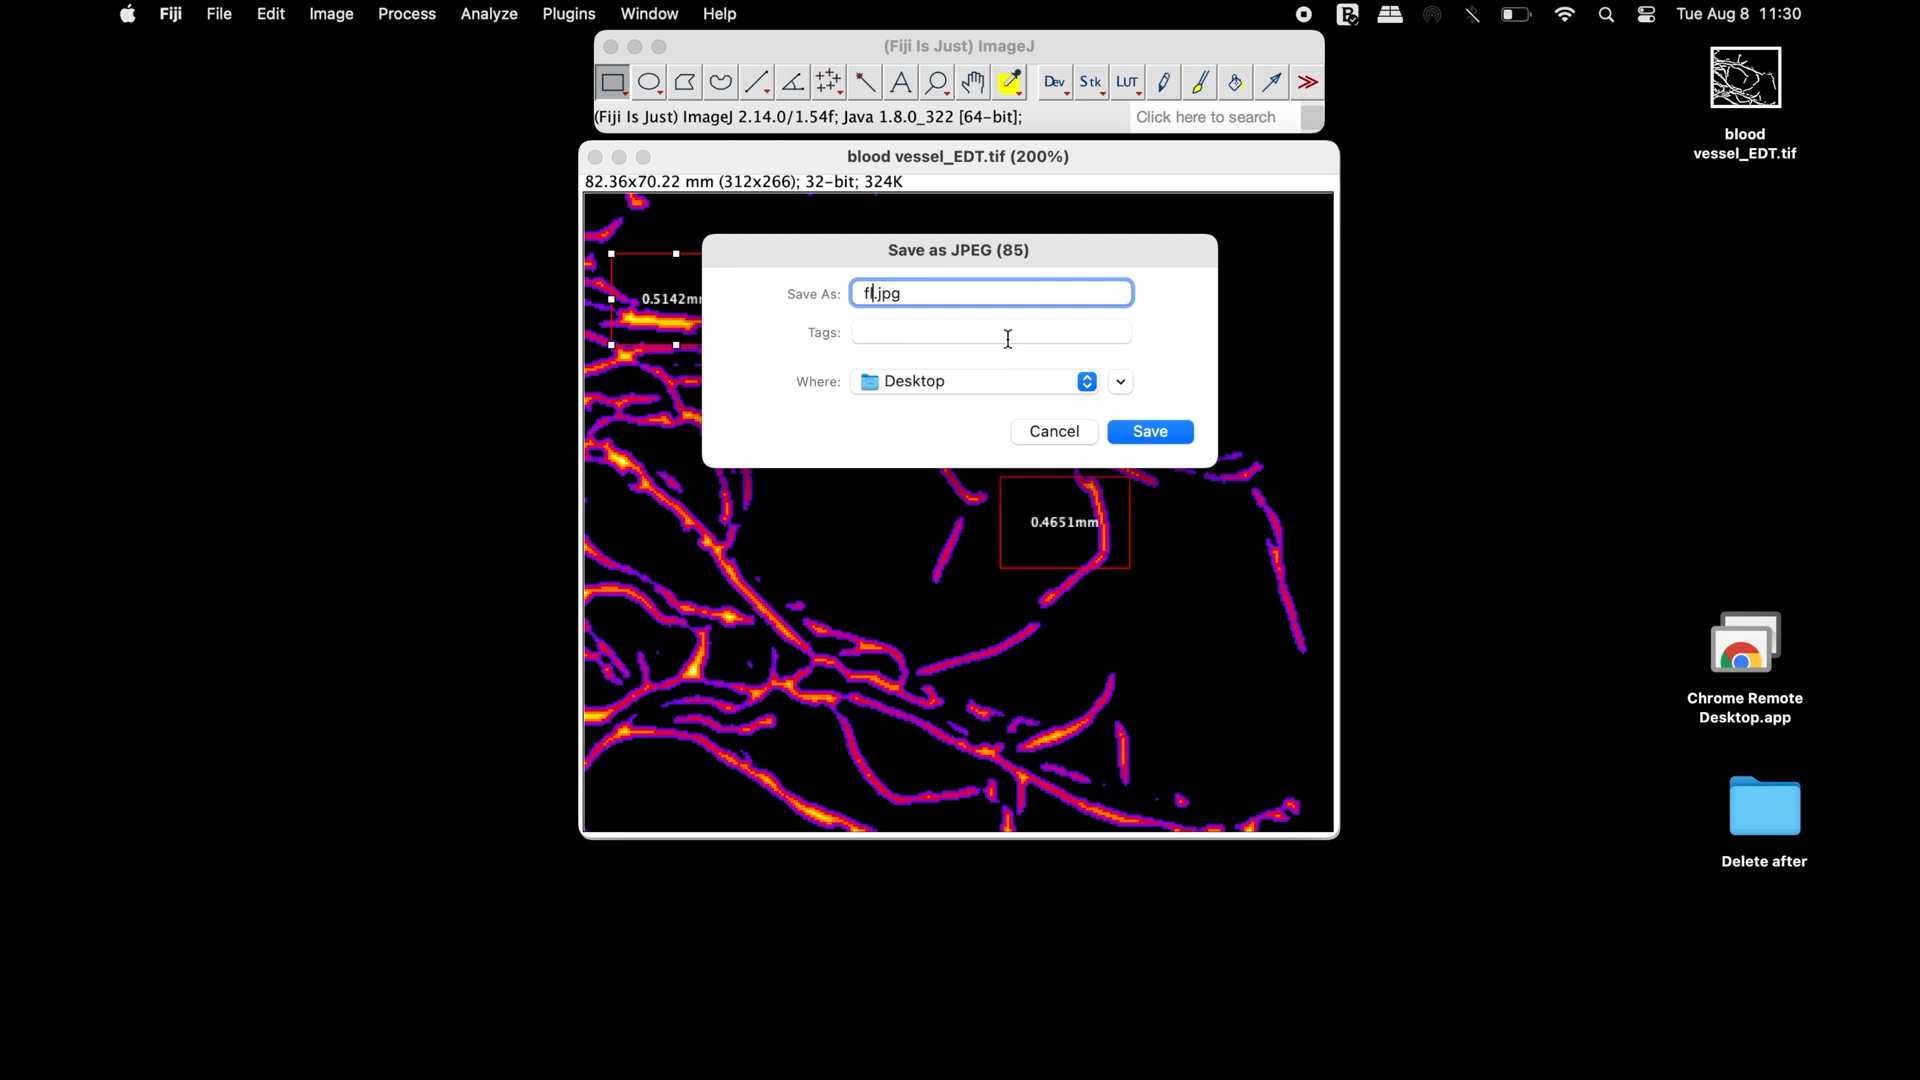 Fiji File Edit Image Process Analyze Plugins Window Help Tue Aug 8 11:30
(Fiji Is Just) ImageJ
Dev Stk LUT
(Fiji Is Just) ImageJ 2.14.0/1.54f; Java 1.8.0_322 [64-bit]; Click here to search
blood
vessel_EDT.tif
blood vessel_EDT.tif (200%)
82.36x70.22 mm (312x266); 32-bit; 324K
Save as JPEG (85)
Save As: fl.jpg
Tags:
Where: Desktop
Cancel Save
0.5142m
0.4651mm
Chrome Remote
Desktop.app
Delete after